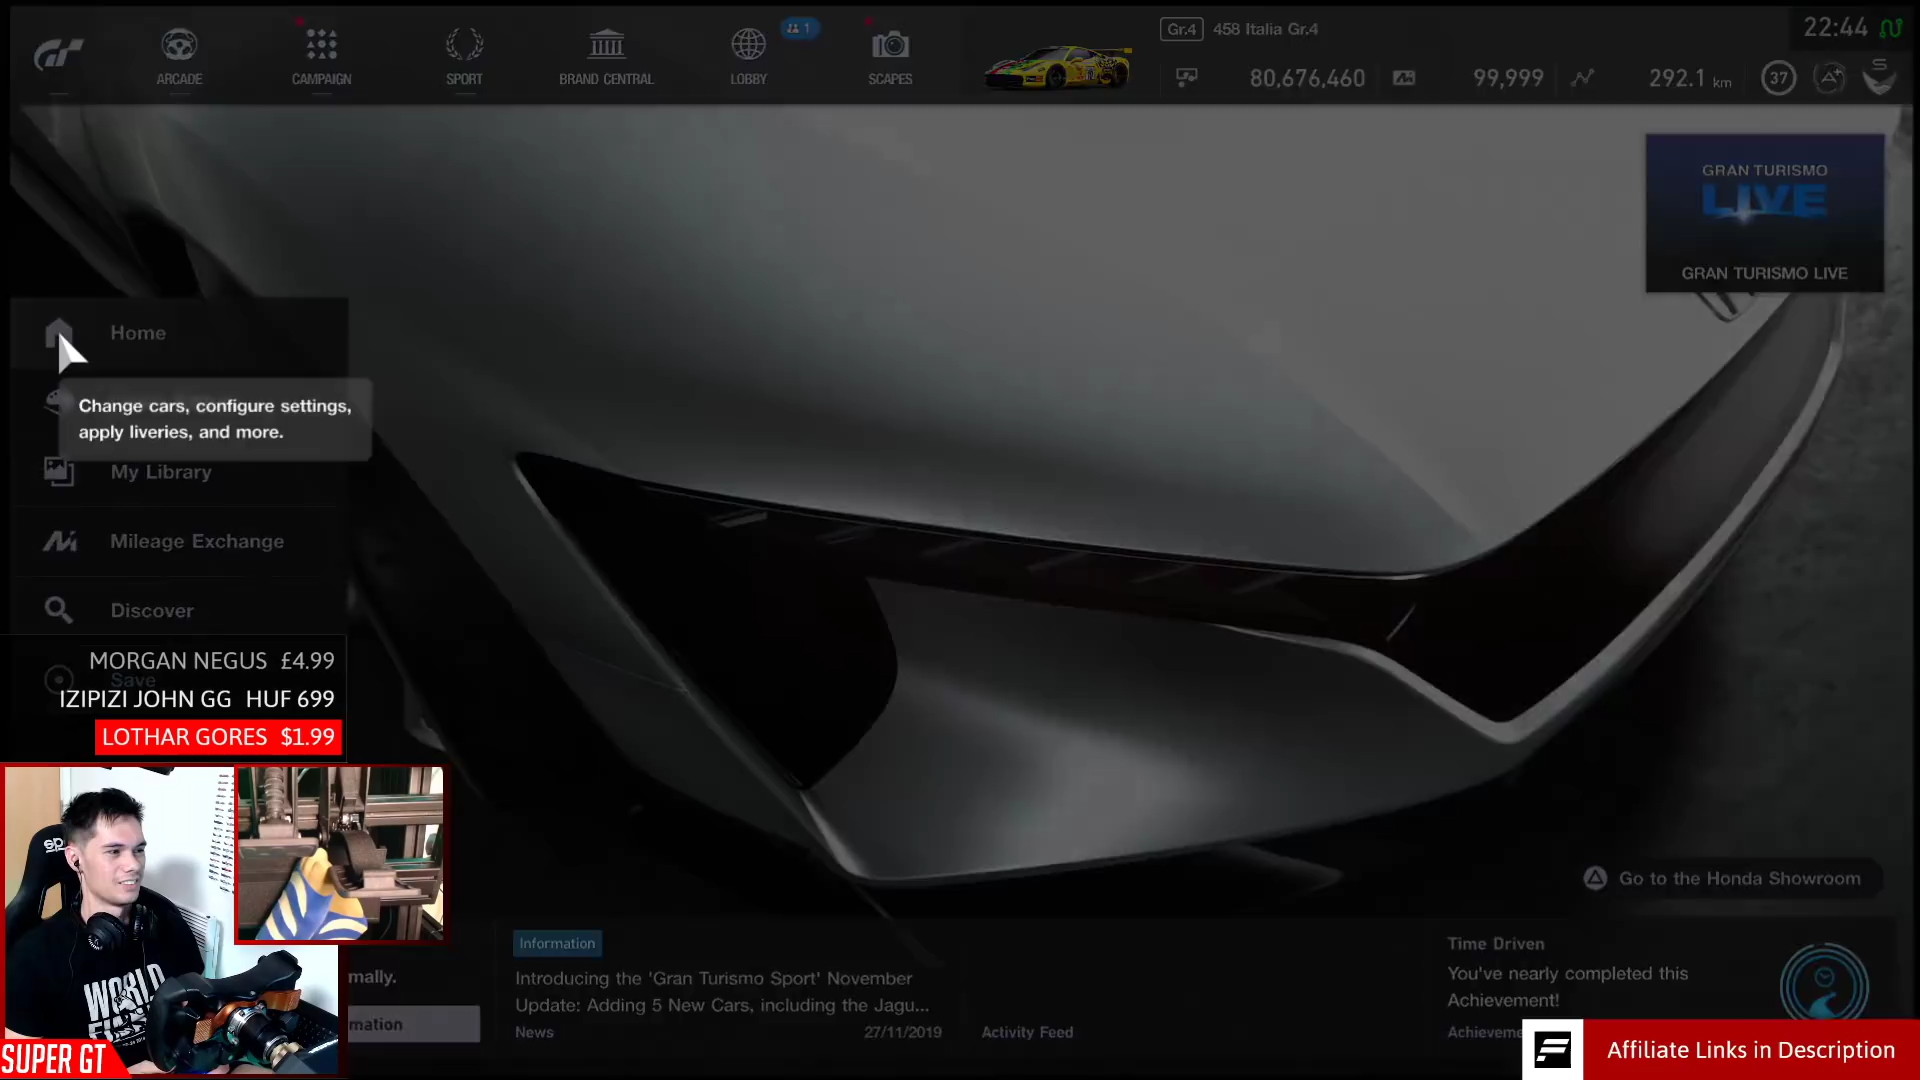 ARCADE
CAMPAIGN
SPORT
BRAND CENTRAL
LOBBY
1
SCAPES
Gr.4 458 Italia Gr.4
22:44
80,676,460
99,999
292.1 km
37
A+
S
GRAN TURISMO
LIVE
GRAN TURISMO LIVE
Home
Change cars, configure settings,
apply liveries, and more.
My Library
Mileage Exchange
Discover
Save
MORGAN NEGUS £4.99
IZIPIZI JOHN GG HUF 699
LOTHAR GORES $1.99
Go to the Honda Showroom
mally.
mation
Information
Introducing the 'Gran Turismo Sport' November
Update: Adding 5 New Cars, including the Jagu...
News
27/11/2019
Activity Feed
Time Driven
You've nearly completed this
Achievement!
Achieveme
WORLD
SUPER GT
Affiliate Links in Description